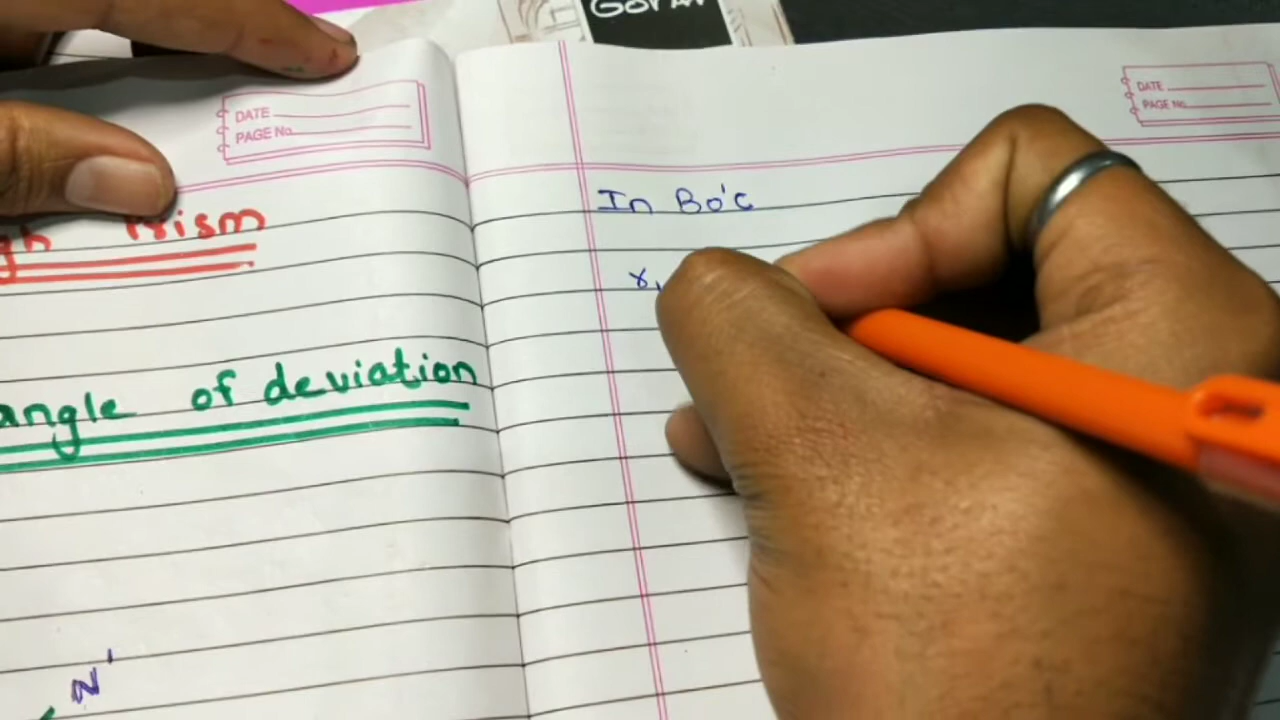 DATE
PAGE No.
rism
angle of deviation
N'
DATE
PAGE No.
In Bo'c
r,